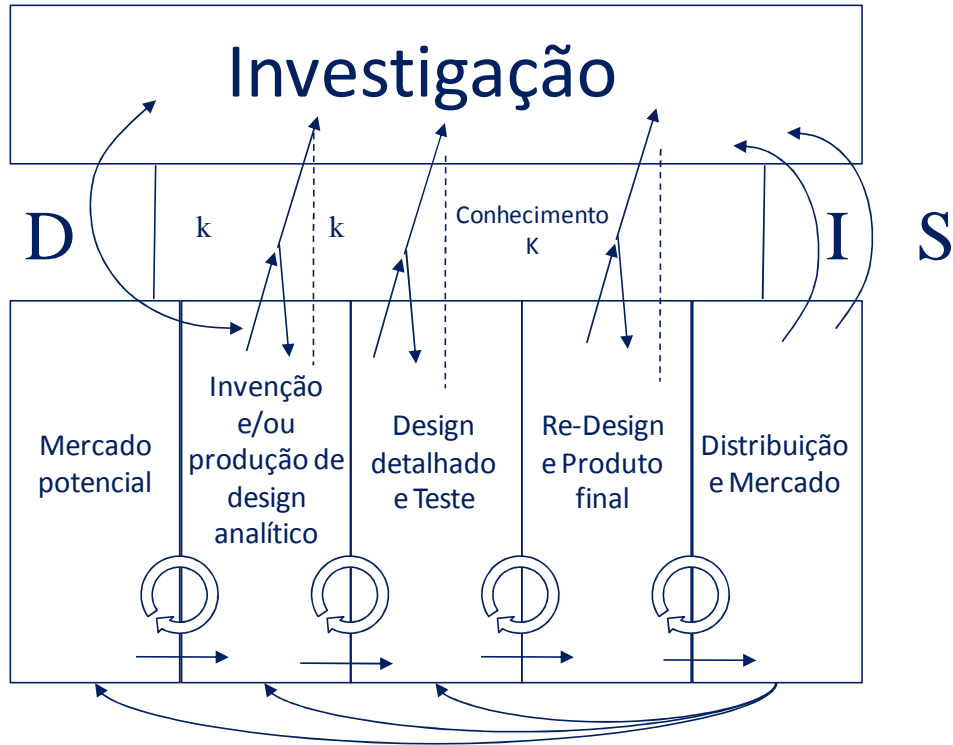 Investigação
D
k
k
Conhecimento
K
I
S
Mercado
potencial
Invenção
e/ou
produção de
design
analítico
Design
detalhado
e Teste
Re-Design
e Produto
final
Distribuição
e Mercado